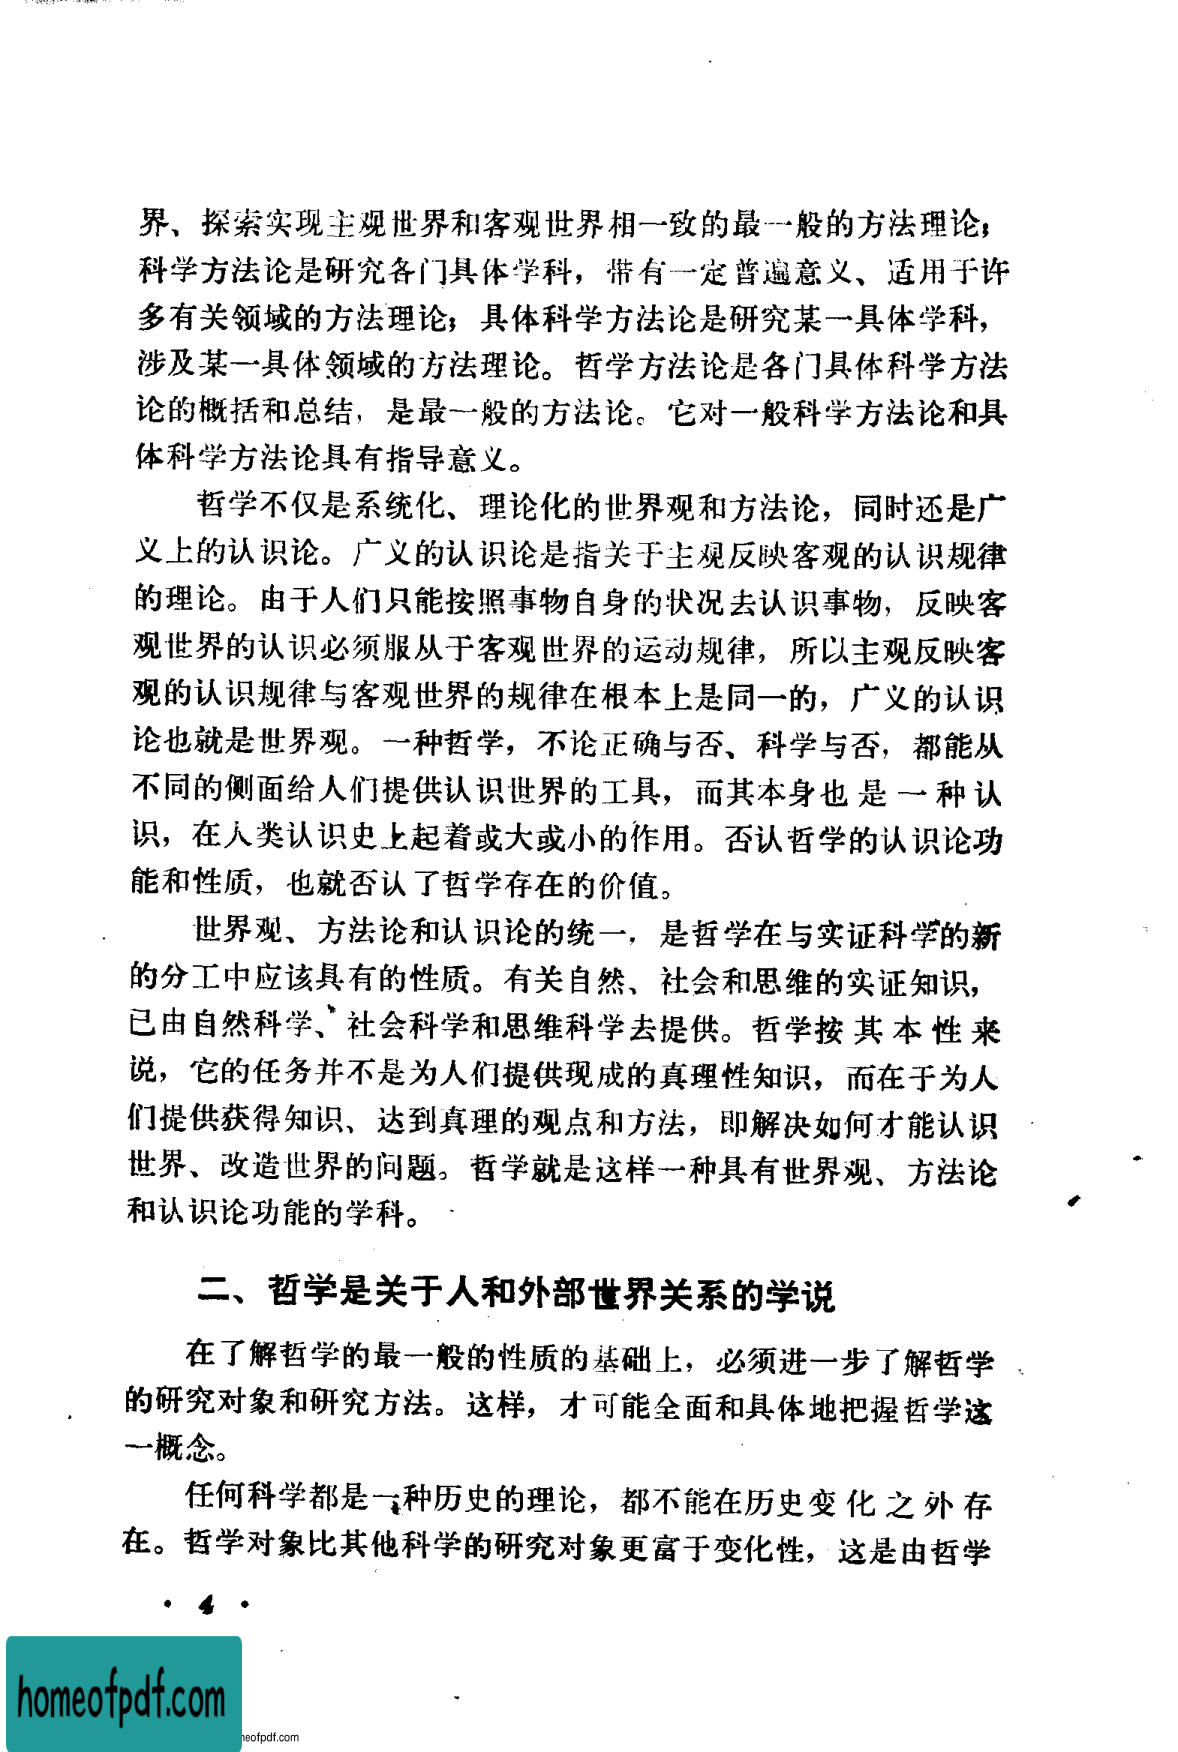 界、探索实现主观世界和客观世界相一致的最一般的方法理论；
科学方法论是研究各门具体学科，带有一定普遍意义、适用于许
多有关领域的方法理论；具体科学方法论是研究某一具体学科，
涉及某一具体领域的方法理论。哲学方法论是各门具体科学方法
论的概括和总结，是最一般的方法论。它对一般科学方法论和具
体科学方法论具有指导意义。
哲学不仅是系统化、理论化的世界观和方法论，同时还是广
义上的认识论。广义的认识论是指关于主观反映客观的认识规律
的理论。由于人们只能按照事物自身的状况去认识事物，反映客
观世界的认识必须服从于客观世界的运动规律，所以主观反映客
观的认识规律与客观世界的规律在根本上是同一的，广义的认识
论也就是世界观。一种哲学，不论正确与否、科学与否，都能从
不同的侧面给人们提供认识世界的工具，而其本身也是一种认
识，在人类认识史上起着或大或小的作用。否认哲学的认识论功
能和性质，也就否认了哲学存在的价值。
世界观、方法论和认识论的统一，是哲学在与实证科学的新
的分工中应该具有的性质。有关自然、社会和思维的实证知识，
已由自然科学、社会科学和思维科学去提供。哲学按其本性来
说，它的任务并不是为人们提供现成的真理性知识，而在于为人
们提供获得知识、达到真理的观点和方法，即解决如何才能认识
世界、改造世界的问题。哲学就是这样一种具有世界观、方法论
和认识论功能的学科。
二、哲学是关于人和外部世界关系的学说
在了解哲学的最一般的性质的基础上，必须进一步了解哲学
的研究对象和研究方法。这样，才可能全面和具体地把握哲学这
一概念。
任何科学都是一种历史的理论，都不能在历史变化之外存
在。哲学对象比其他科学的研究对象更富于变化性，这是由哲学
· 4 ·
homeofpdf.com
neofpdf.com